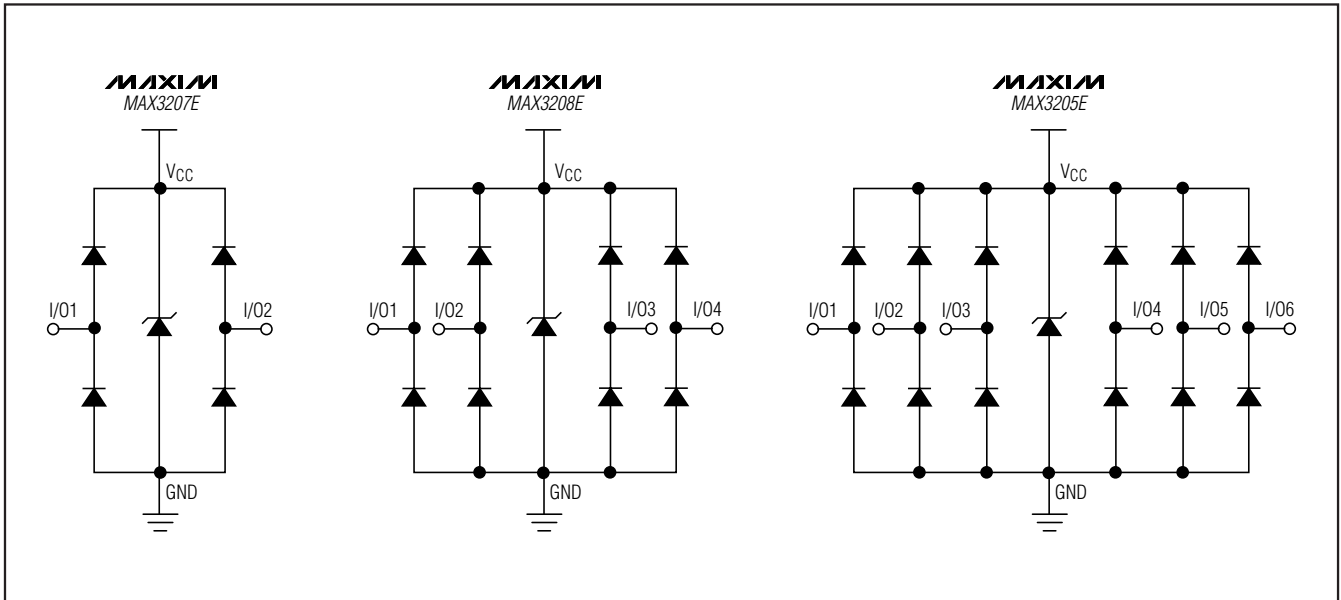 MAXIM
MAX3207E
VCC
I/O1
I/O2
GND
MAXIM
MAX3208E
VCC
I/O1
I/O2
I/O3
I/O4
GND
MAXIM
MAX3205E
VCC
I/O1
I/O2
I/O3
I/O4
I/O5
I/O6
GND